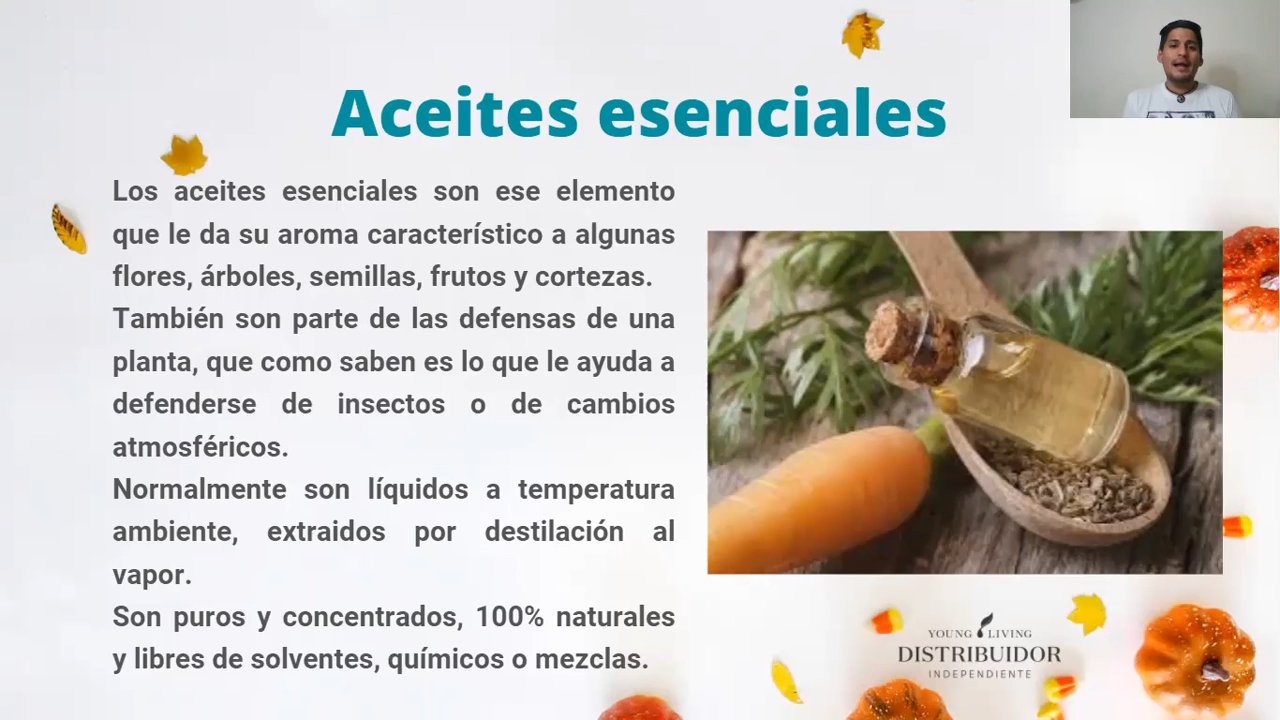 Aceites esenciales
Los aceites esenciales son ese elemento
que le da su aroma característico a algunas
flores, árboles, semillas, frutos y cortezas.
También son parte de las defensas de una
planta, que como saben es lo que le ayuda a
defenderse de insectos o de cambios
atmosféricos.
Normalmente son líquidos a temperatura
ambiente, extraidos por destilación al
vapor.
Son puros y concentrados, 100% naturales
y libres de solventes, químicos o mezclas.
YOUNG LIVING
DISTRIBUIDOR
INDEPENDIENTE